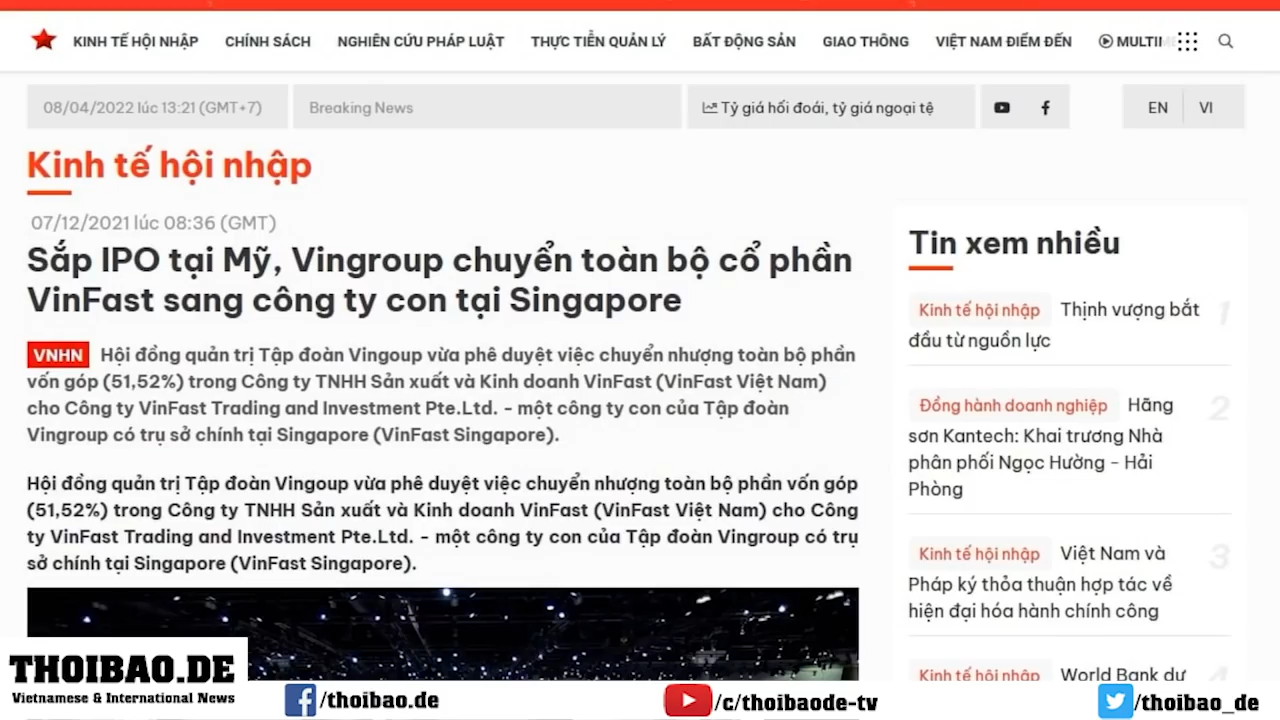 KINH TẾ HỘI NHẬP CHÍNH SÁCH NGHIÊN CỨU PHÁP LUẬT THỰC TIỄN QUẢN LÝ BẤT ĐỘNG SẢN GIAO THÔNG VIỆT NAM ĐIỂM ĐẾN
08/04/2022 lúc 13:21 (GMT+7) Breaking News Tỷ giá hối đoái, tỷ giá ngoại tệ EN VI
Kinh tế hội nhập
07/12/2021 lúc 08:36 (GMT)
Sắp IPO tại Mỹ, Vingroup chuyển toàn bộ cổ phần
VinFast sang công ty con tại Singapore
VNHN Hội đồng quản trị Tập đoàn Vingoup vừa phê duyệt việc chuyển nhượng toàn bộ phần
vốn góp (51,52%) trong Công ty TNHH Sản xuất và Kinh doanh VinFast (VinFast Việt Nam)
cho Công ty VinFast Trading and Investment Pte.Ltd. - một công ty con của Tập đoàn
Vingroup có trụ sở chính tại Singapore (VinFast Singapore).
Hội đồng quản trị Tập đoàn Vingoup vừa phê duyệt việc chuyển nhượng toàn bộ phần vốn góp
(51,52%) trong Công ty TNHH Sản xuất và Kinh doanh VinFast (VinFast Việt Nam) cho Công
ty VinFast Trading and Investment Pte.Ltd. - một công ty con của Tập đoàn Vingroup có trụ
sở chính tại Singapore (VinFast Singapore).
Tin xem nhiều
Kinh tế hội nhập Thịnh vượng bắt 1
đầu từ nguồn lực
Đồng hành doanh nghiệp Hãng 2
sơn Kantech: Khai trương Nhà
phân phối Ngọc Hường - Hải
Phòng
Kinh tế hội nhập Việt Nam và 3
Pháp ký thỏa thuận hợp tác về
hiện đại hóa hành chính công
Kinh tế hội nhập World Bank dự 4
THOIBAO.DE
Vietnamese & International News
/thoibao.de /c/thoibaode-tv /thoibao_de